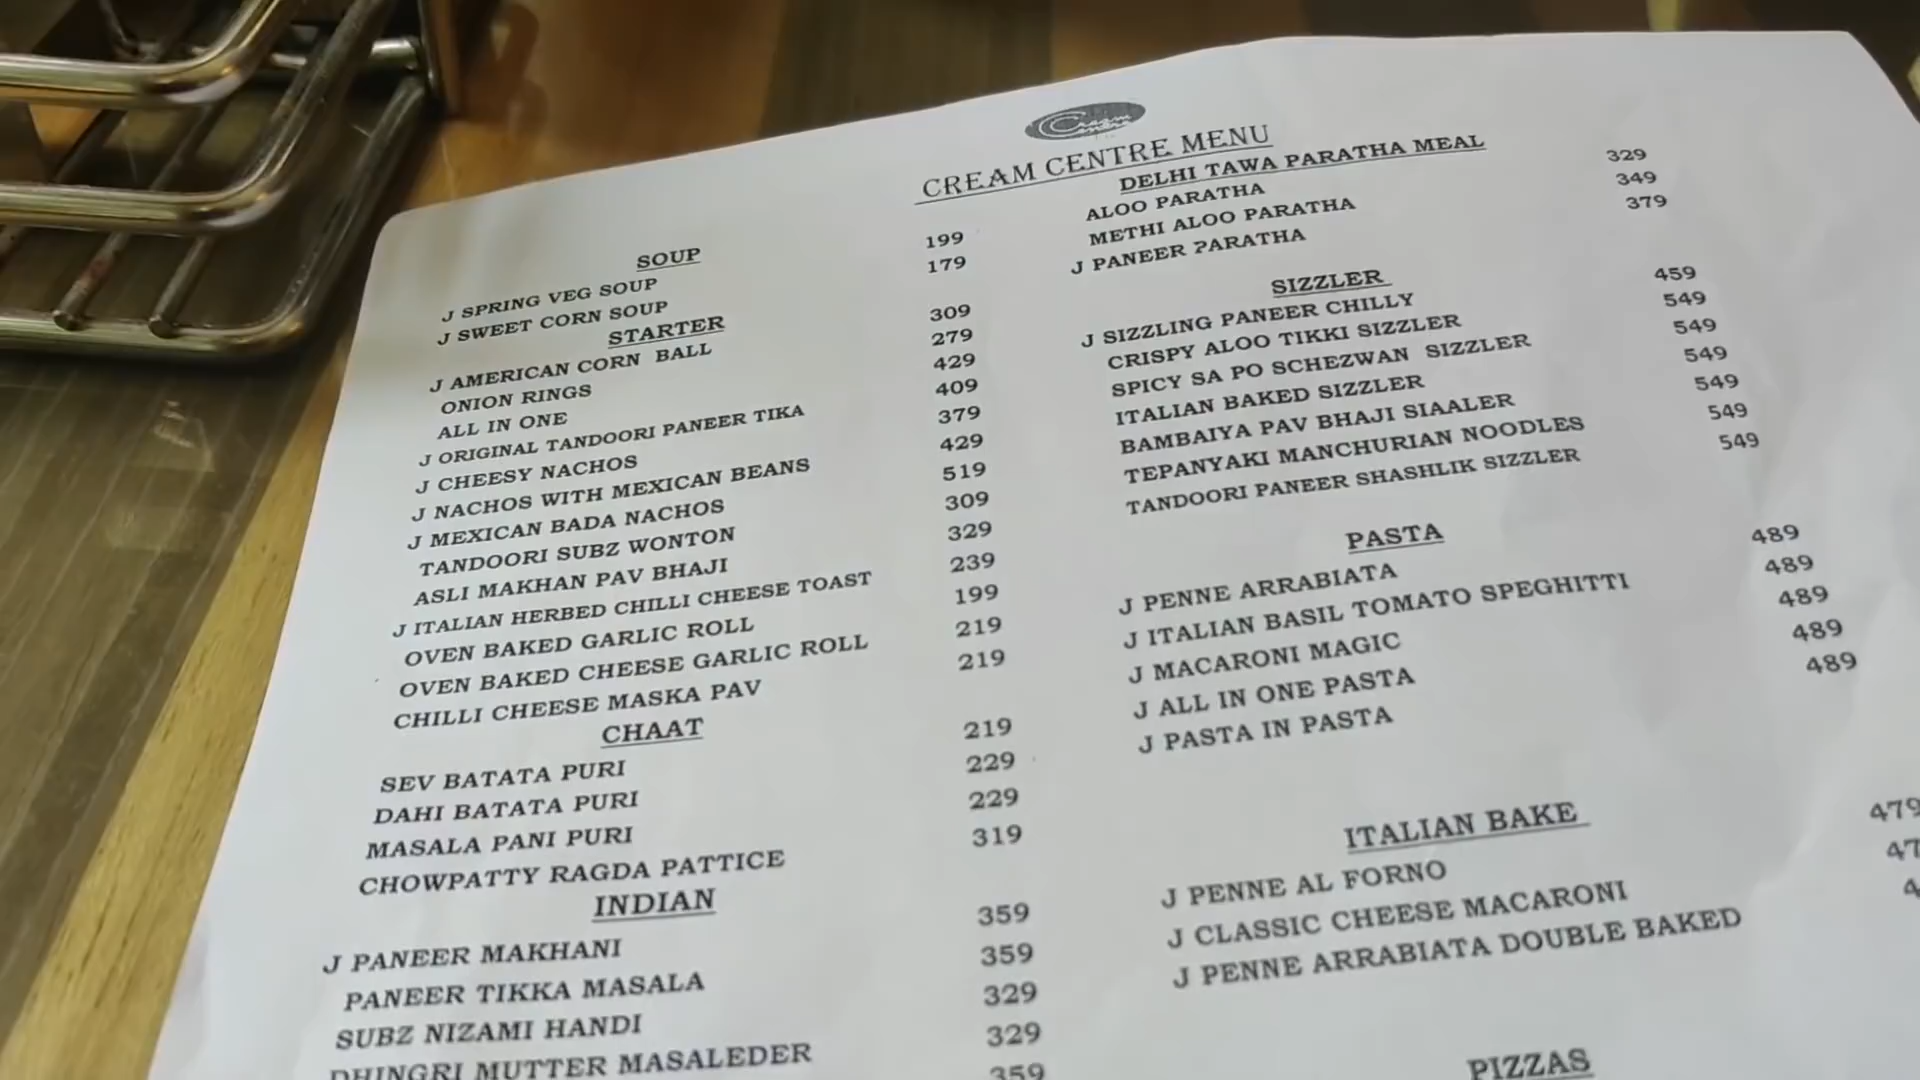 Cream Centre
CREAM CENTRE MENU
SOUP
J SPRING VEG SOUP 199
J SWEET CORN SOUP 179
STARTER
J AMERICAN CORN BALL 309
ONION RINGS 279
ALL IN ONE 429
J ORIGINAL TANDOORI PANEER TIKA 409
J CHEESY NACHOS 379
J NACHOS WITH MEXICAN BEANS 429
J MEXICAN BADA NACHOS 519
TANDOORI SUBZ WONTON 309
ASLI MAKHAN PAV BHAJI 329
J ITALIAN HERBED CHILLI CHEESE TOAST 239
OVEN BAKED GARLIC ROLL 199
OVEN BAKED CHEESE GARLIC ROLL 219
CHILLI CHEESE MASKA PAV 219
CHAAT
SEV BATATA PURI 219
DAHI BATATA PURI 229
MASALA PANI PURI 229
CHOWPATTY RAGDA PATTICE 319
INDIAN
J PANEER MAKHANI 359
PANEER TIKKA MASALA 359
SUBZ NIZAMI HANDI 329
DHINGRI MUTTER MASALEDER 329
359
DELHI TAWA PARATHA MEAL
ALOO PARATHA 329
METHI ALOO PARATHA 349
J PANEER PARATHA 379
SIZZLER
J SIZZLING PANEER CHILLY 459
CRISPY ALOO TIKKI SIZZLER 549
SPICY SA PO SCHEZWAN SIZZLER 549
ITALIAN BAKED SIZZLER 549
BAMBAIYA PAV BHAJI SIAALER 549
TEPANYAKI MANCHURIAN NOODLES 549
TANDOORI PANEER SHASHLIK SIZZLER 549
PASTA
J PENNE ARRABIATA 489
J ITALIAN BASIL TOMATO SPEGHITTI 489
J MACARONI MAGIC 489
J ALL IN ONE PASTA 489
J PASTA IN PASTA 489
ITALIAN BAKE
J PENNE AL FORNO 479
J CLASSIC CHEESE MACARONI 47
J PENNE ARRABIATA DOUBLE BAKED 4
PIZZAS